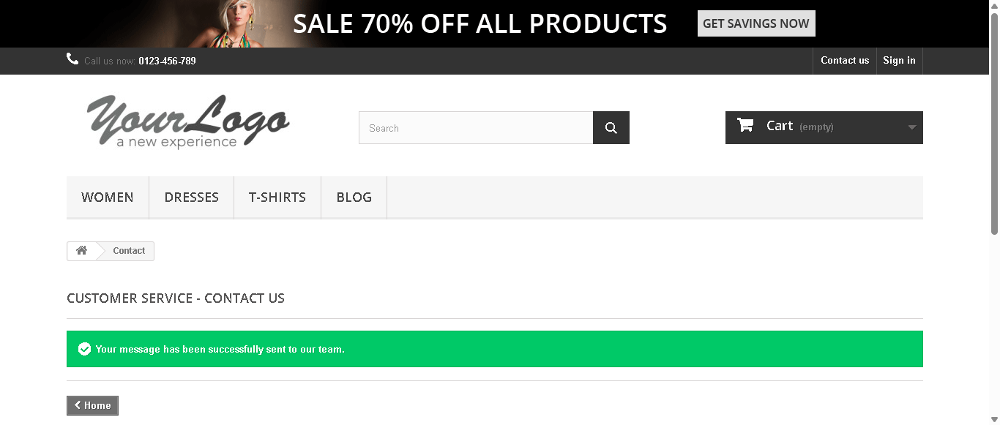 SALE 70% OFF ALL PRODUCTS GET SAVINGS NOW
Call us now: 0123-456-789 Contact us Sign in
YourLogo
a new experience
Search
Cart (empty)
WOMEN DRESSES T-SHIRTS BLOG
Contact
CUSTOMER SERVICE - CONTACT US
Your message has been successfully sent to our team.
Home